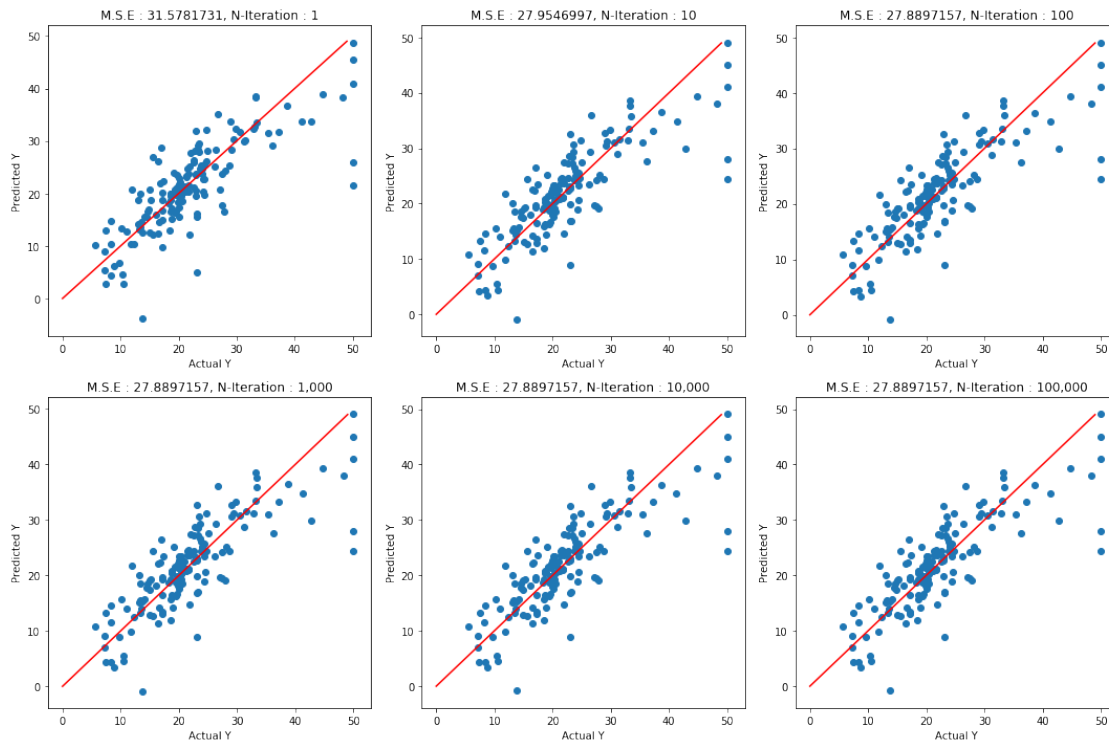 M.S.E : 31.5781731, N-Iteration : 1
50
40
30
20
10
0
Predicted Y
0 10 20 30 40 50
Actual Y
M.S.E : 27.9546997, N-Iteration : 10
50
40
30
20
10
0
Predicted Y
0 10 20 30 40 50
Actual Y
M.S.E : 27.8897157, N-Iteration : 100
50
40
30
20
10
0
Predicted Y
0 10 20 30 40 50
Actual Y
M.S.E : 27.8897157, N-Iteration : 1,000
50
40
30
20
10
0
Predicted Y
0 10 20 30 40 50
Actual Y
M.S.E : 27.8897157, N-Iteration : 10,000
50
40
30
20
10
0
Predicted Y
0 10 20 30 40 50
Actual Y
M.S.E : 27.8897157, N-Iteration : 100,000
50
40
30
20
10
0
Predicted Y
0 10 20 30 40 50
Actual Y